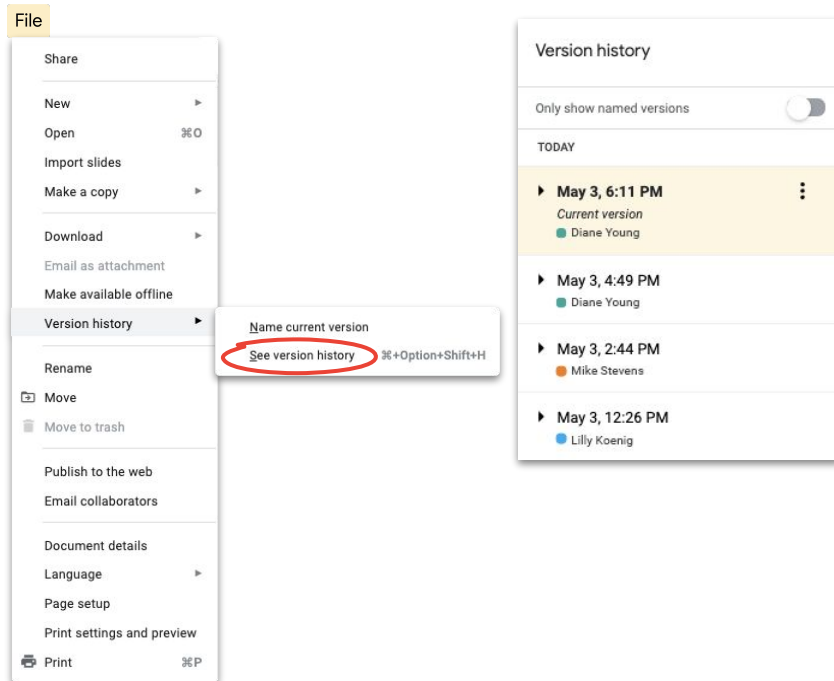 File
Share
New
Open ⌘O
Import slides
Make a copy
Download
Email as attachment
Make available offline
Version history
Name current version
See version history ⌘+Option+Shift+H
Rename
Move
Move to trash
Publish to the web
Email collaborators
Document details
Language
Page setup
Print settings and preview
Print ⌘P
Version history
Only show named versions
TODAY
May 3, 6:11 PM
Current version
Diane Young
May 3, 4:49 PM
Diane Young
May 3, 2:44 PM
Mike Stevens
May 3, 12:26 PM
Lilly Koenig